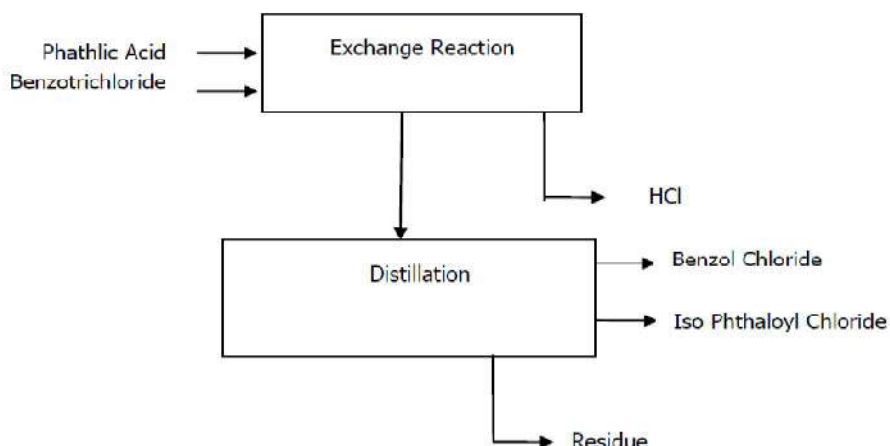 Phathlic Acid
Benzotrichloride
Exchange Reaction
HCl
Distillation
Benzol Chloride
Iso Phthaloyl Chloride
Residue